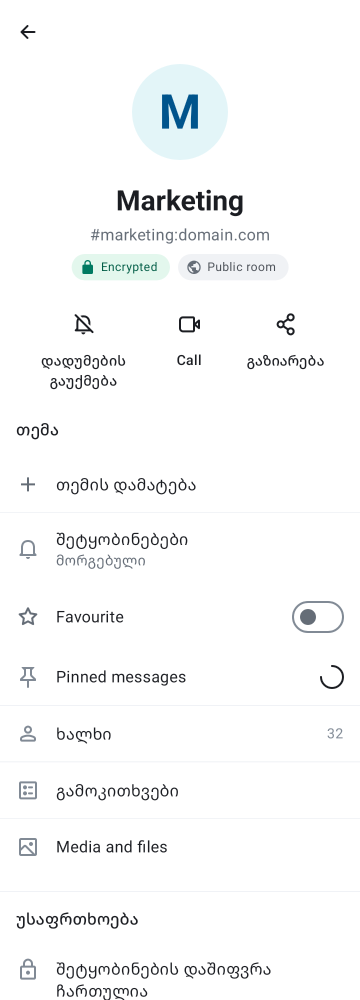 M
Marketing
#marketing:domain.com
Encrypted
Public room
დადუმების
გაუქმება
Call
გაზიარება
თემა
თემის დამატება
შეტყობინებები
მორგებული
Favourite
Pinned messages
ხალხი
32
გამოკითხვები
Media and files
უსაფრთხოება
შეტყობინების დაშიფვრა
ჩართულია